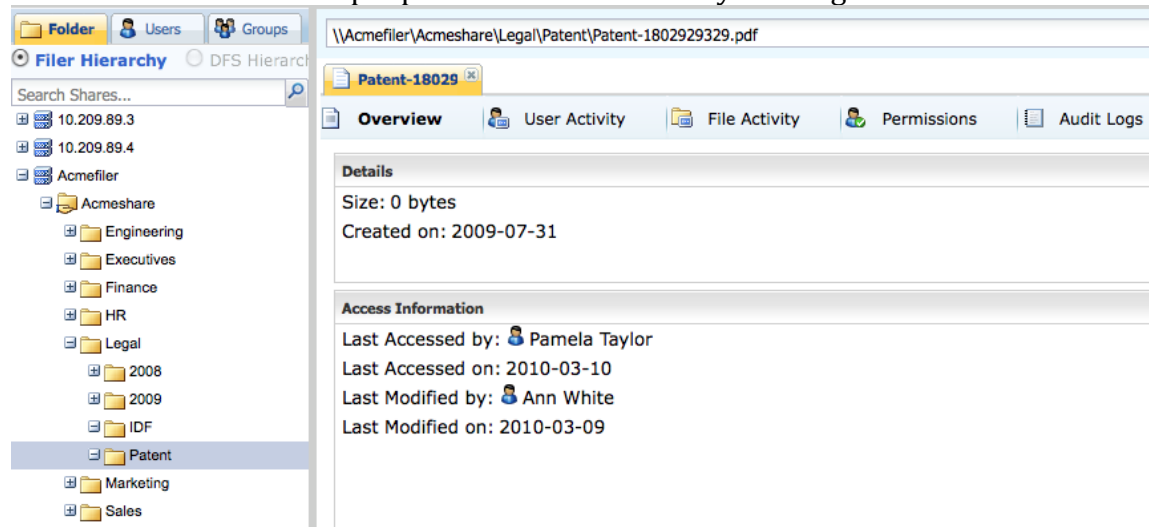 Folder Users Groups
Filer Hierarchy DFS Hierarch
Search Shares...
10.209.89.3
10.209.89.4
Acmefiler
Acmeshare
Engineering
Executives
Finance
HR
Legal
2008
2009
IDF
Patent
Marketing
Sales
\\Acmefiler\Acmeshare\Legal\Patent\Patent-1802929329.pdf
Patent-18029
Overview User Activity File Activity Permissions Audit Logs
Details
Size: 0 bytes
Created on: 2009-07-31
Access Information
Last Accessed by: Pamela Taylor
Last Accessed on: 2010-03-10
Last Modified by: Ann White
Last Modified on: 2010-03-09